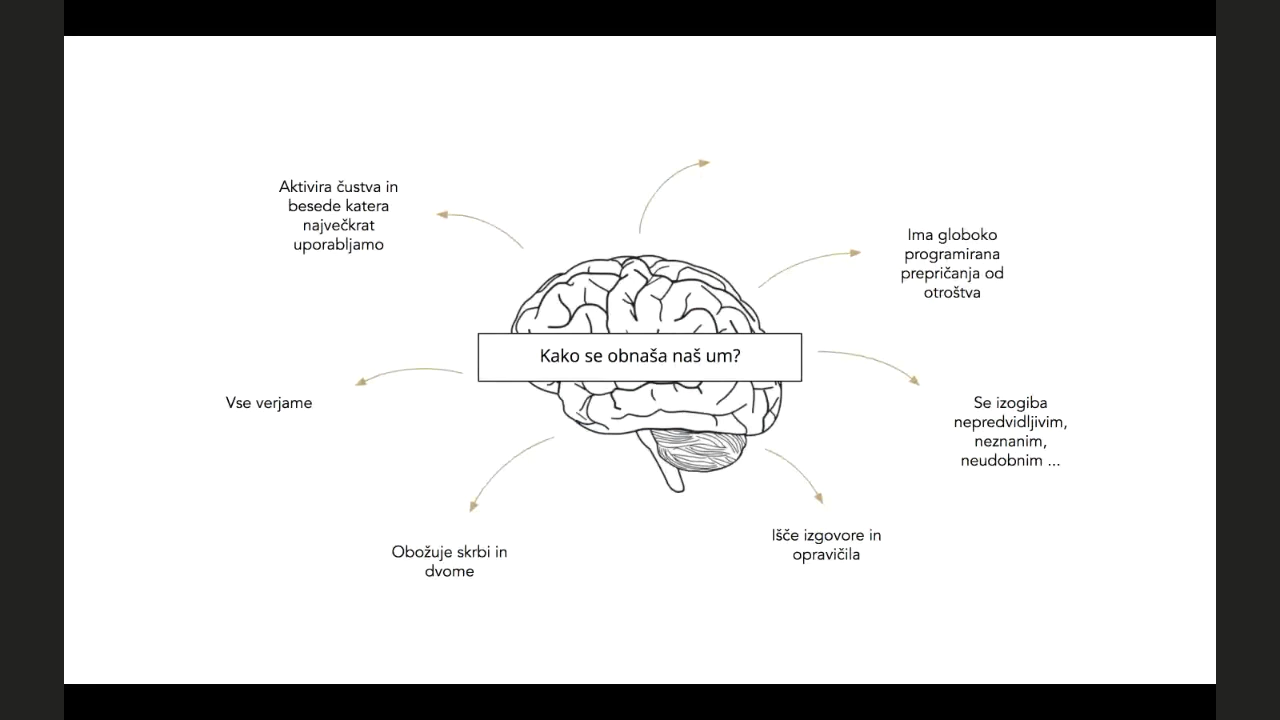 Aktivira čustva in
besede katera
največkrat
uporabljamo
Ima globoko
programirana
prepričanja od
otroštva
Kako se obnaša naš um?
Vse verjame
Se izogiba
nepredvidljivim,
neznanim,
neudobnim ...
Obožuje skrbi in
dvome
Išče izgovore in
opravičila